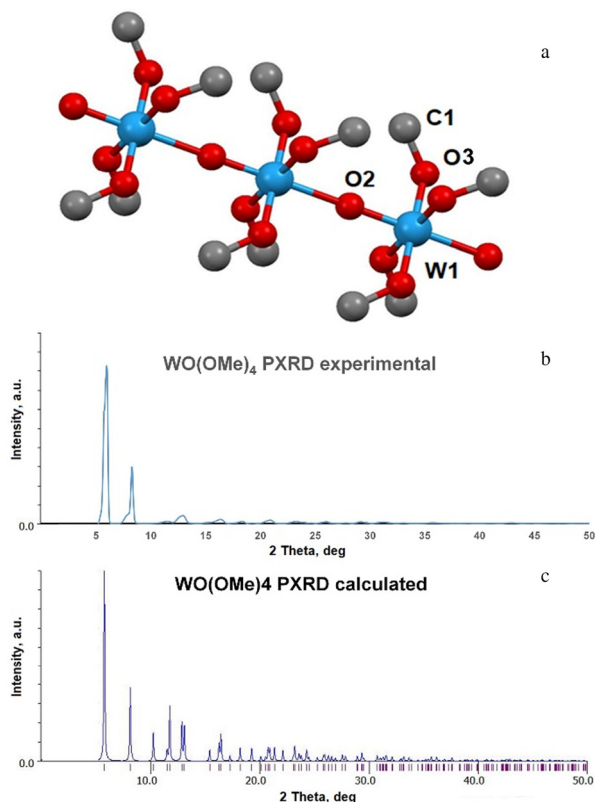 a
C1
O3
O2
W1
b
WO(OMe)₄ PXRD experimental
Intensity, a.u.
0.0
5 10 15 20 25 30 35 40 45 50
2 Theta, deg
c
WO(OMe)4 PXRD calculated
Intensity, a.u.
0.0
10.0 20.0 30.0 40.0 50.0
2 Theta, deg